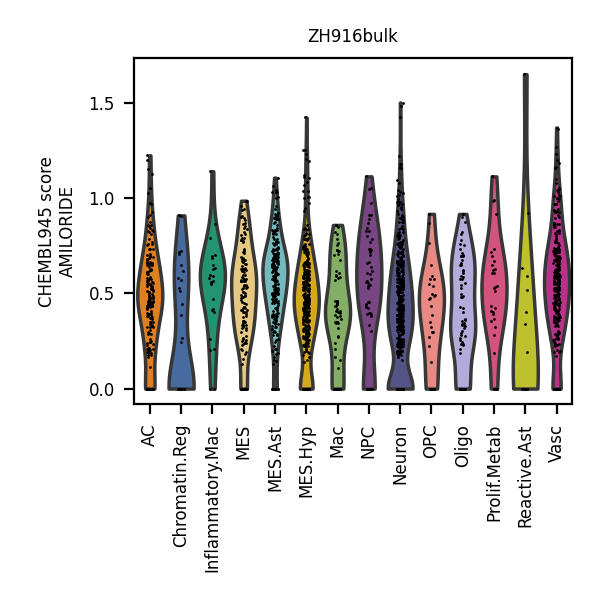 ZH916bulk
CHEMBL945 score
AMILORIDE
1.5
1.0
0.5
0.0
AC
Chromatin.Reg
Inflammatory.Mac
MES
MES.Ast
MES.Hyp
Mac
NPC
Neuron
OPC
Oligo
Prolif.Metab
Reactive.Ast
Vasc